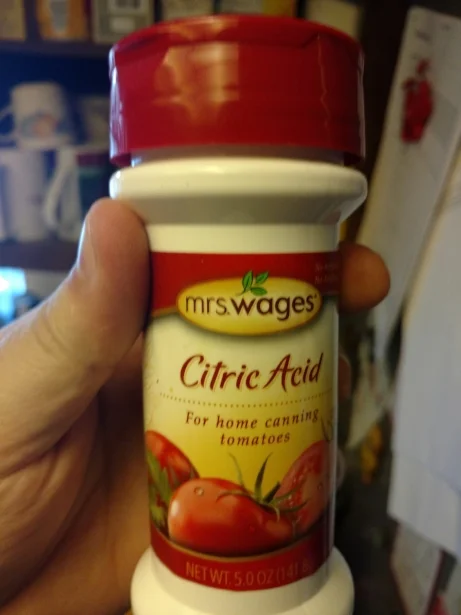 mrs.wages®
Citric Acid
For home canning
tomatoes
NET WT. 5.0 OZ (141